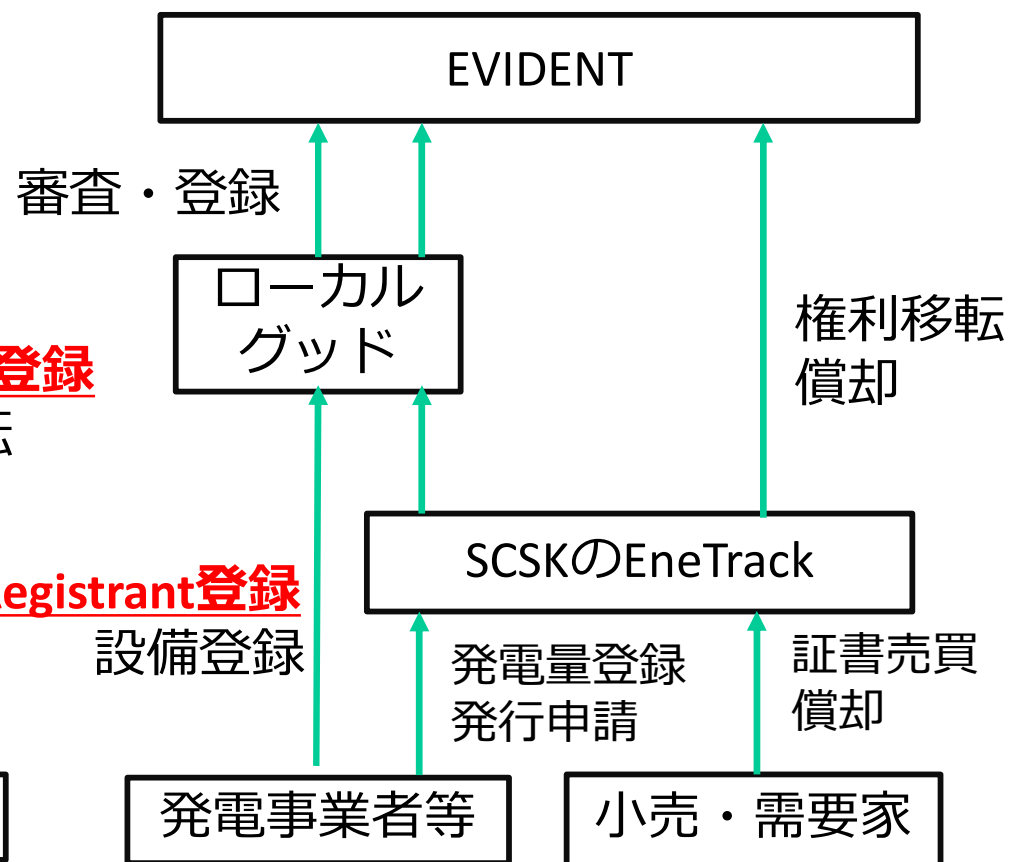 EVIDENT
審査・登録
ローカル
グッド
権利移転
償却
登録
SCSKのEneTrack
egistrant登録
設備登録
発電量登録
発行申請
証書売買
償却
発電事業者等
小売・需要家